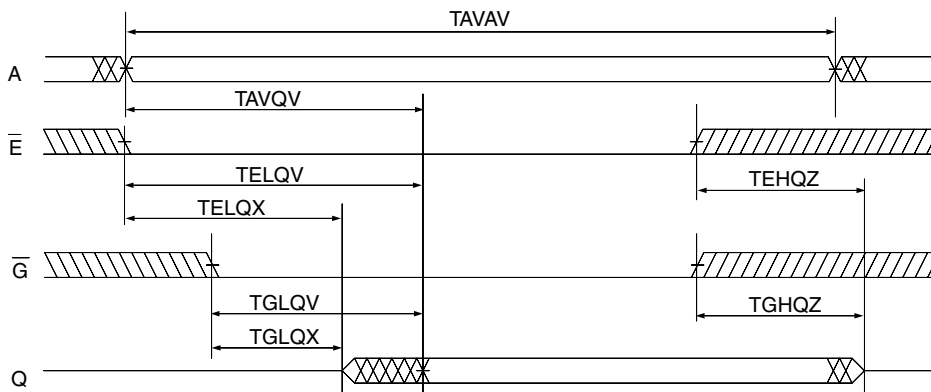 TAVAV
A
TAVQV
E̅
TELQV
TEHQZ
TELQX
G̅
TGLQV
TGHQZ
TGLQX
Q